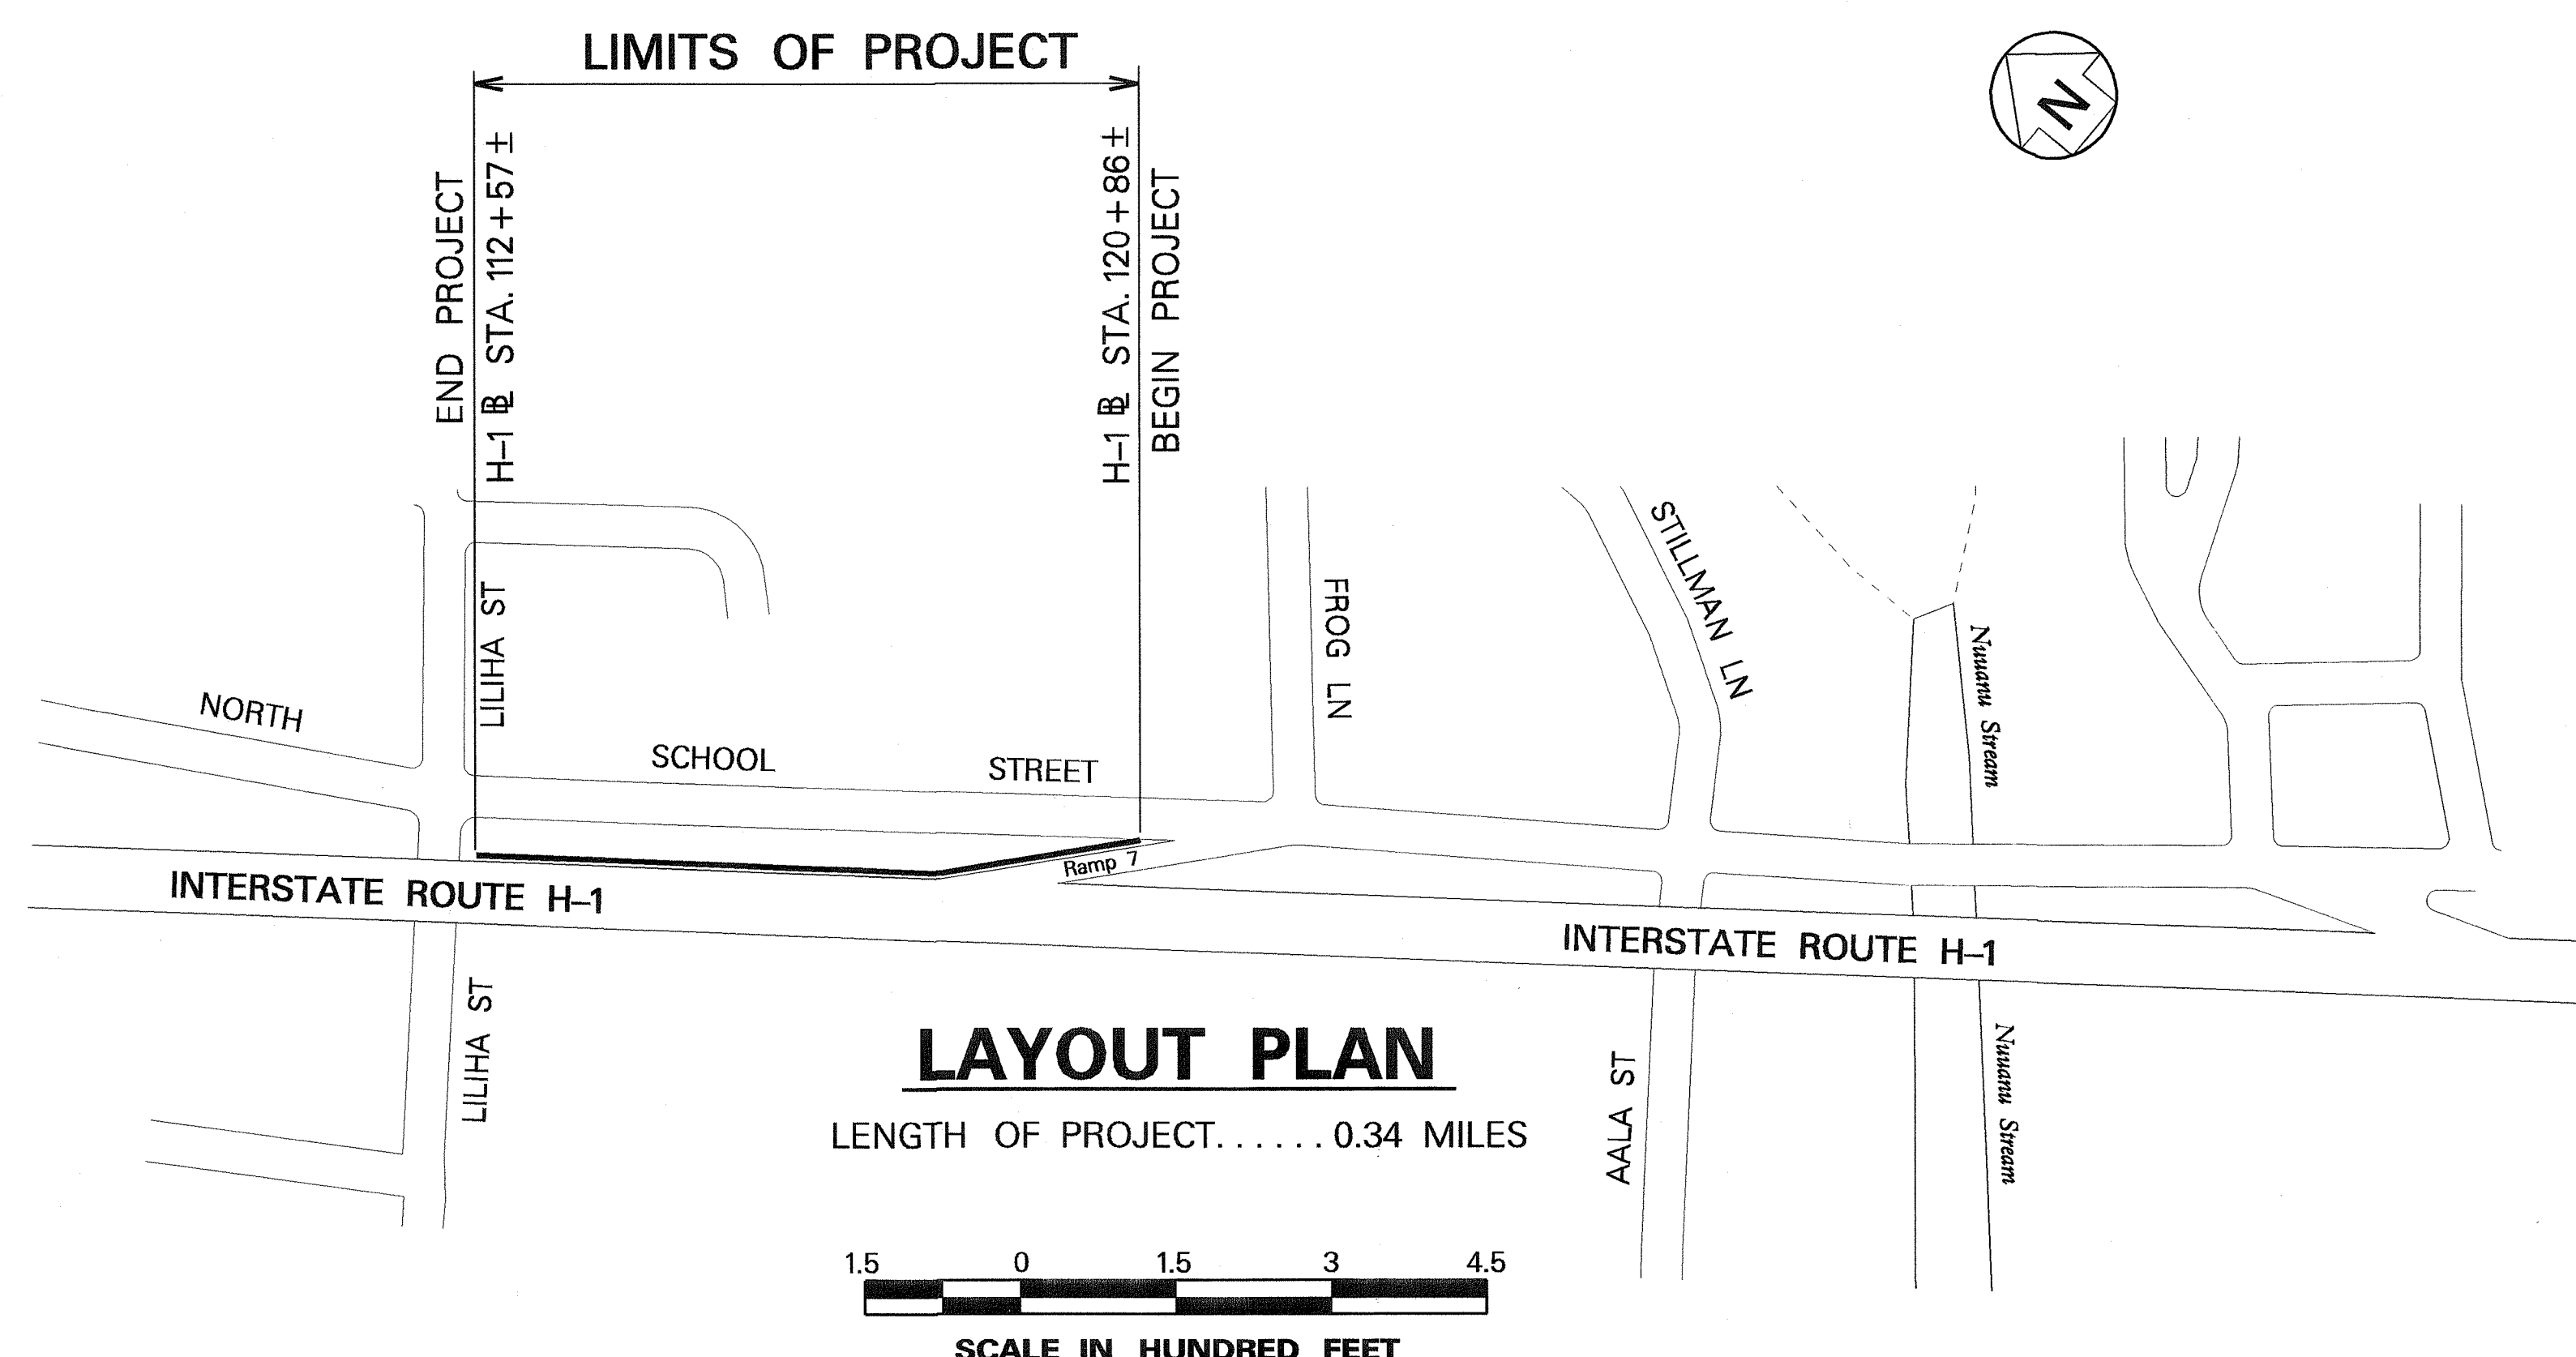 LIMITS OF PROJECT
N
END PROJECT
H-1 BL STA. 112+57±
H-1 BL STA. 120+86±
BEGIN PROJECT
LILIHA ST
FROG LN
STILLMAN LN
Nuuanu Stream
NORTH SCHOOL STREET
Ramp 7
INTERSTATE ROUTE H-1
INTERSTATE ROUTE H-1
LILIHA ST
AALA ST
Nuuanu Stream
LAYOUT PLAN
LENGTH OF PROJECT......0.34 MILES
1.5 0 1.5 3 4.5
SCALE IN HUNDRED FEET